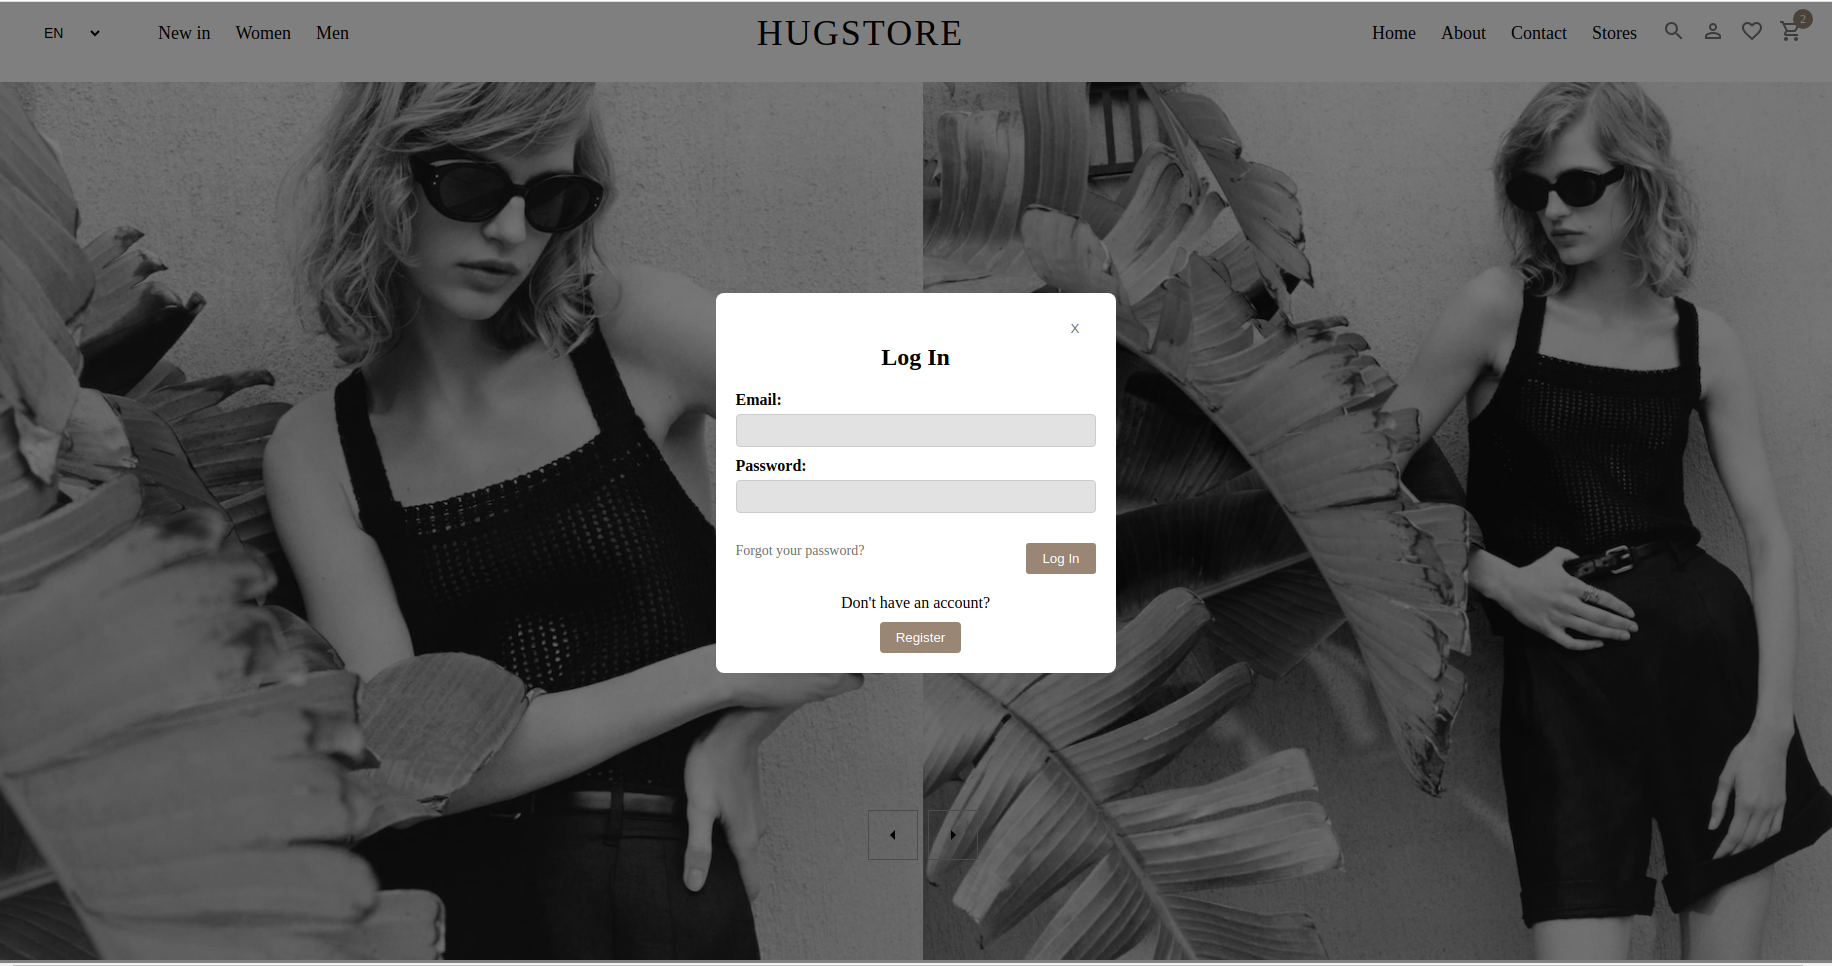 EN New in Women Men HUGSTORE Home About Contact Stores 2
X
Log In
Email:
Password:
Forgot your password? Log In
Don't have an account?
Register